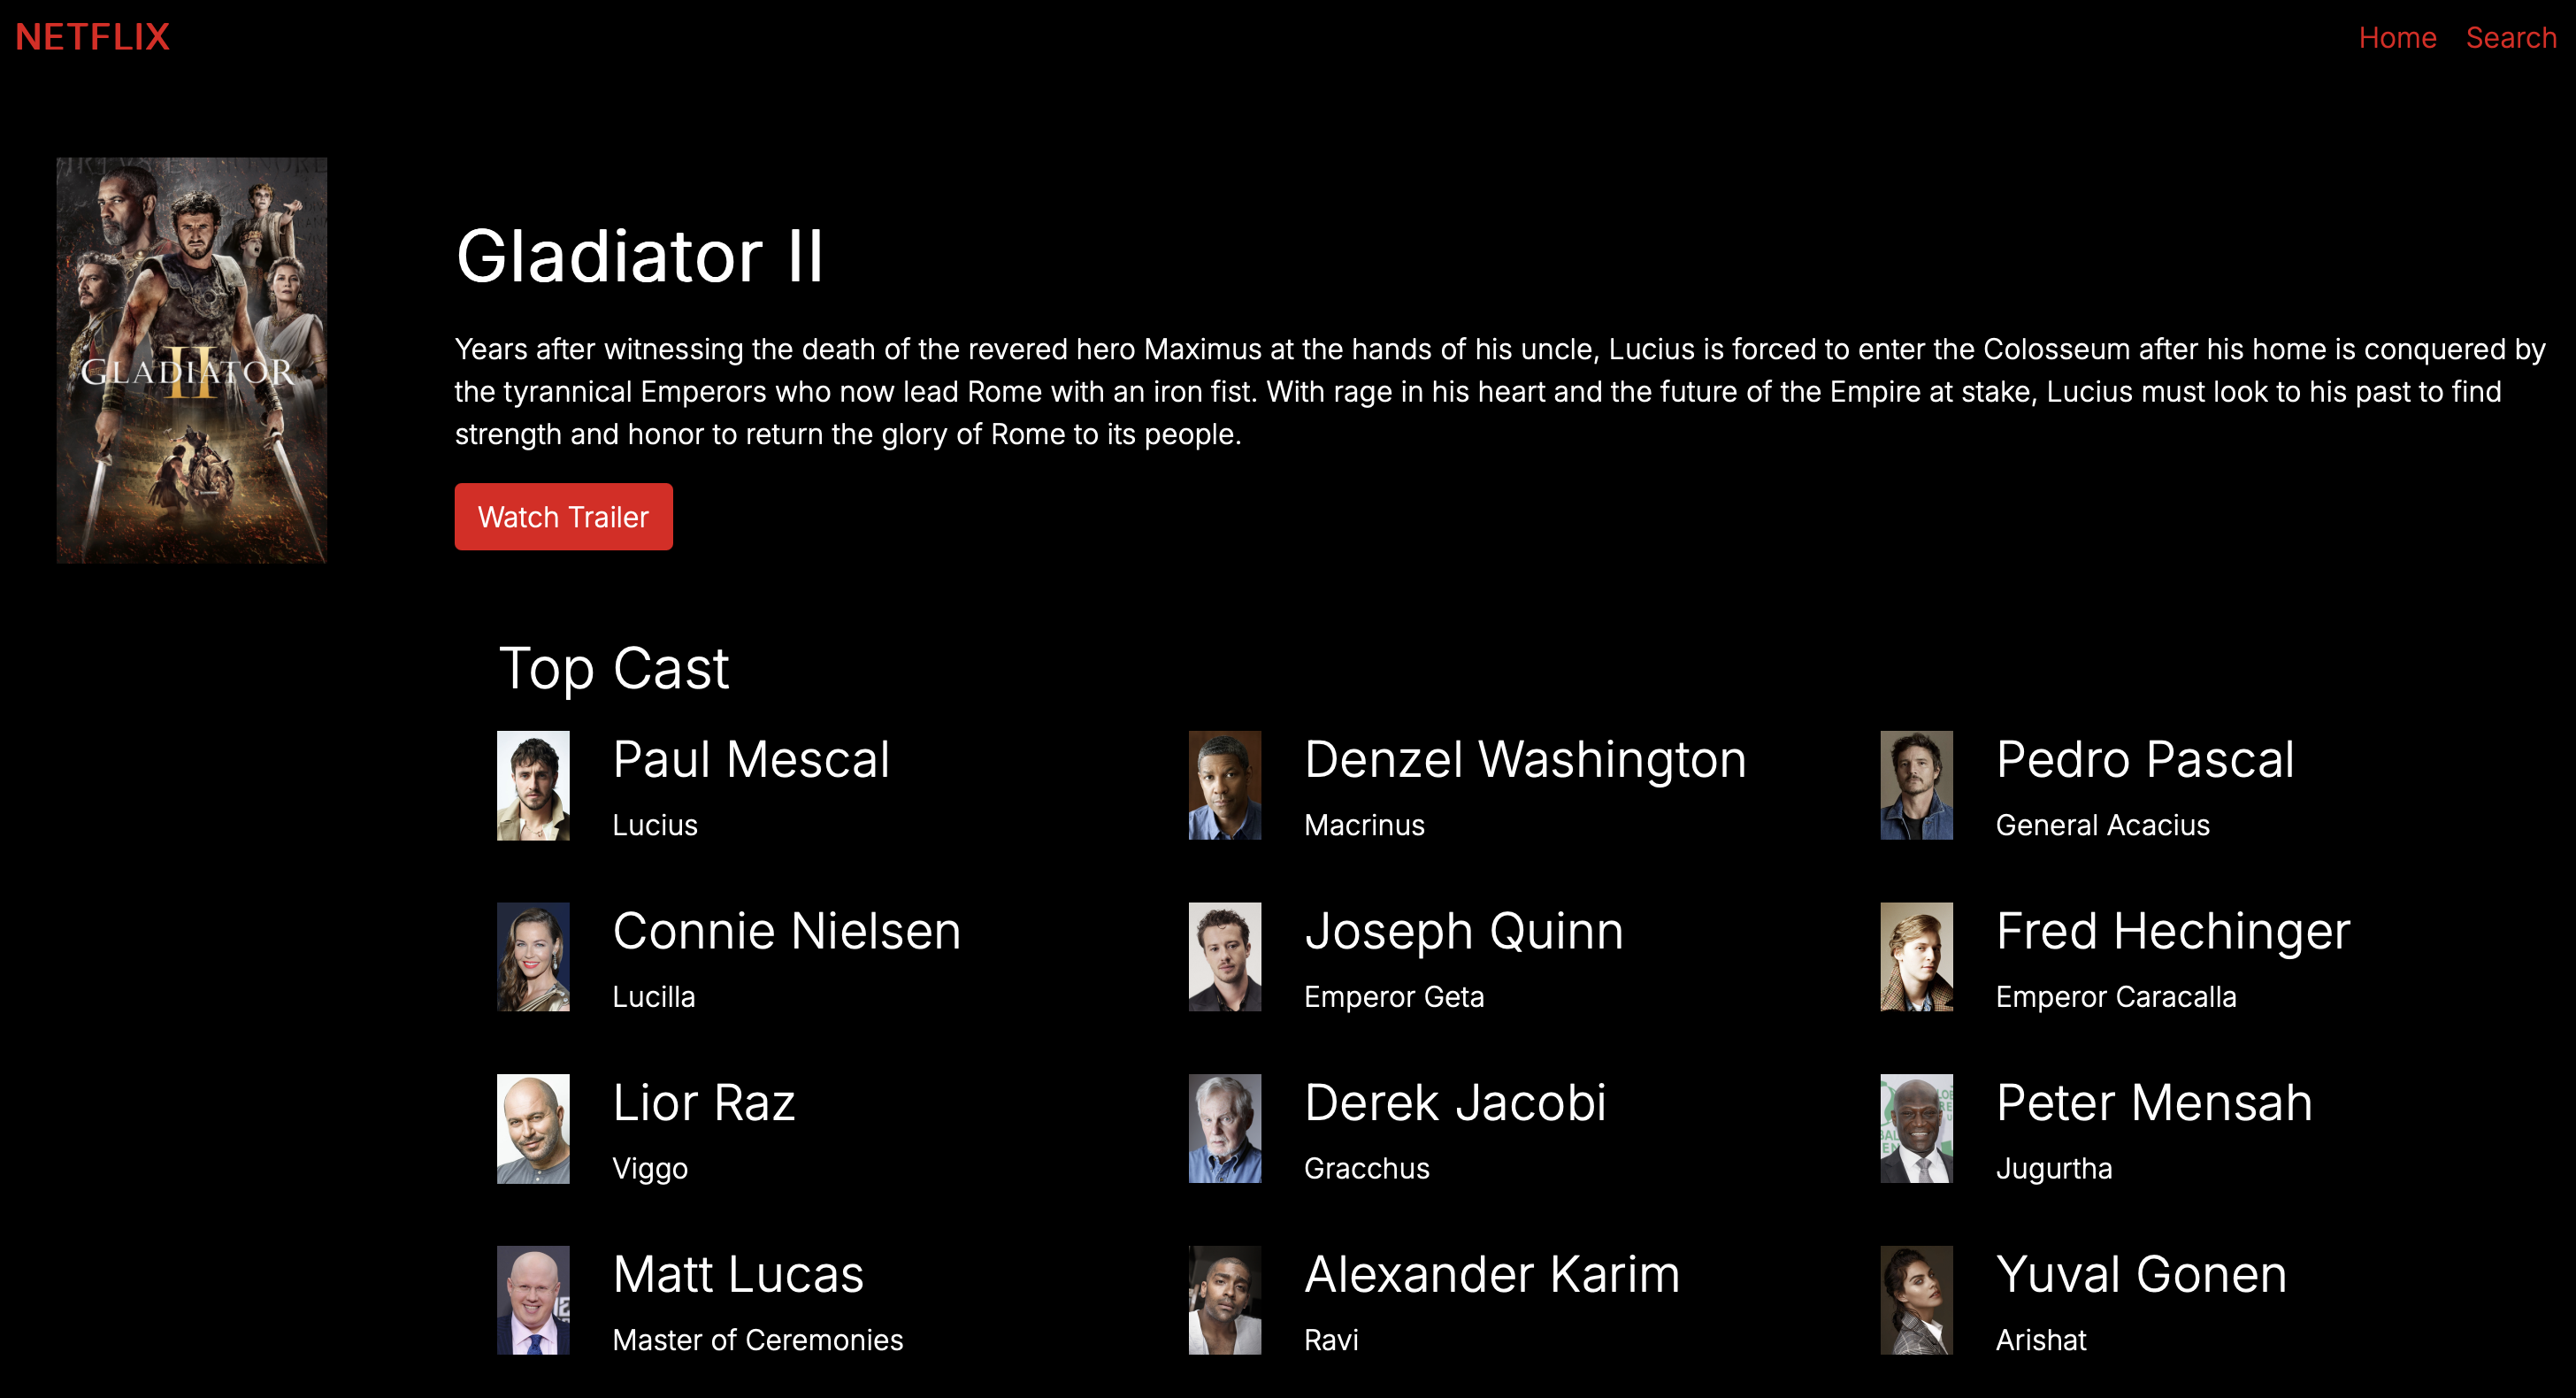 NETFLIX
Home Search
GLADIATOR
II
Gladiator II
Years after witnessing the death of the revered hero Maximus at the hands of his uncle, Lucius is forced to enter the Colosseum after his home is conquered by
the tyrannical Emperors who now lead Rome with an iron fist. With rage in his heart and the future of the Empire at stake, Lucius must look to his past to find
strength and honor to return the glory of Rome to its people.
Watch Trailer
Top Cast
Paul Mescal
Lucius
Denzel Washington
Macrinus
Pedro Pascal
General Acacius
Connie Nielsen
Lucilla
Joseph Quinn
Emperor Geta
Fred Hechinger
Emperor Caracalla
Lior Raz
Viggo
Derek Jacobi
Gracchus
Peter Mensah
Jugurtha
Matt Lucas
Master of Ceremonies
Alexander Karim
Ravi
Yuval Gonen
Arishat